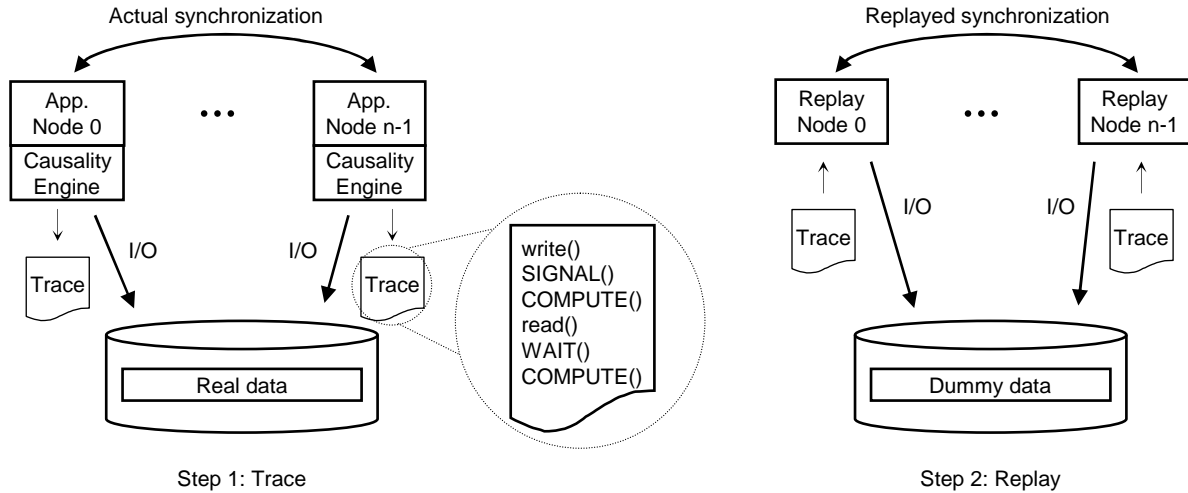 Actual synchronization
App.
Node 0
•••
App.
Node n-1
Causality
Engine
Causality
Engine
I/O
I/O
Trace
Trace
write()
SIGNAL()
COMPUTE()
read()
WAIT()
COMPUTE()
Real data
Step 1: Trace
Replayed synchronization
Replay
Node 0
•••
Replay
Node n-1
I/O
I/O
Trace
Trace
Dummy data
Step 2: Replay